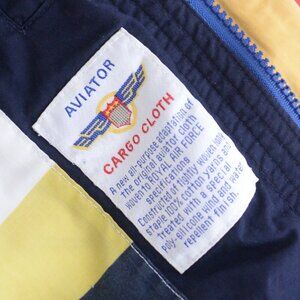 AVIATOR
CARGO CLOTH
A new all-purpose adaptation of
the original aviator cloth
woven to ROYAL AIR FORCE
specifications.
Constructed of tightly woven long
staple 100% cotton yarns and
treated with a special
poly-silicone wind and water
repellent finish.